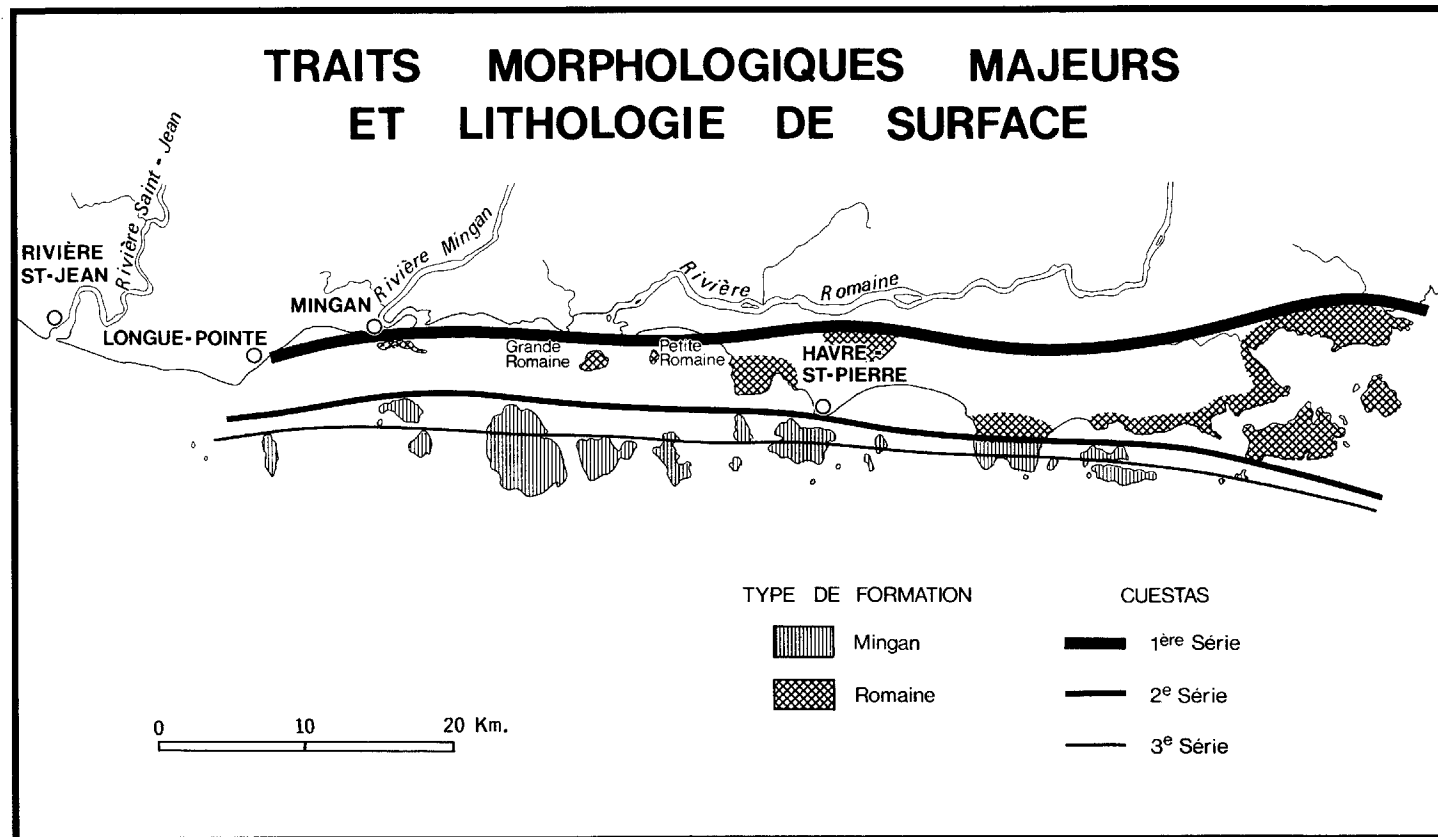 TRAITS MORPHOLOGIQUES MAJEURS
ET LITHOLOGIE DE SURFACE
Rivière Saint-Jean
RIVIÈRE
ST-JEAN
LONGUE-POINTE
MINGAN
Rivière Mingan
Rivière Romaine
Grande
Romaine
Petite
Romaine
HAVRE-
ST-PIERRE
TYPE DE FORMATION
Mingan
Romaine
CUESTAS
1ère Série
2e Série
3e Série
0 10 20 Km.